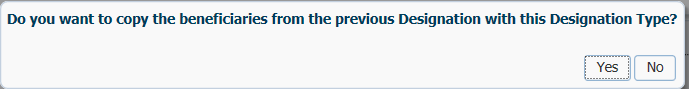 Do you want to copy the beneficiaries from the previous Designation with this Designation Type?
Yes No